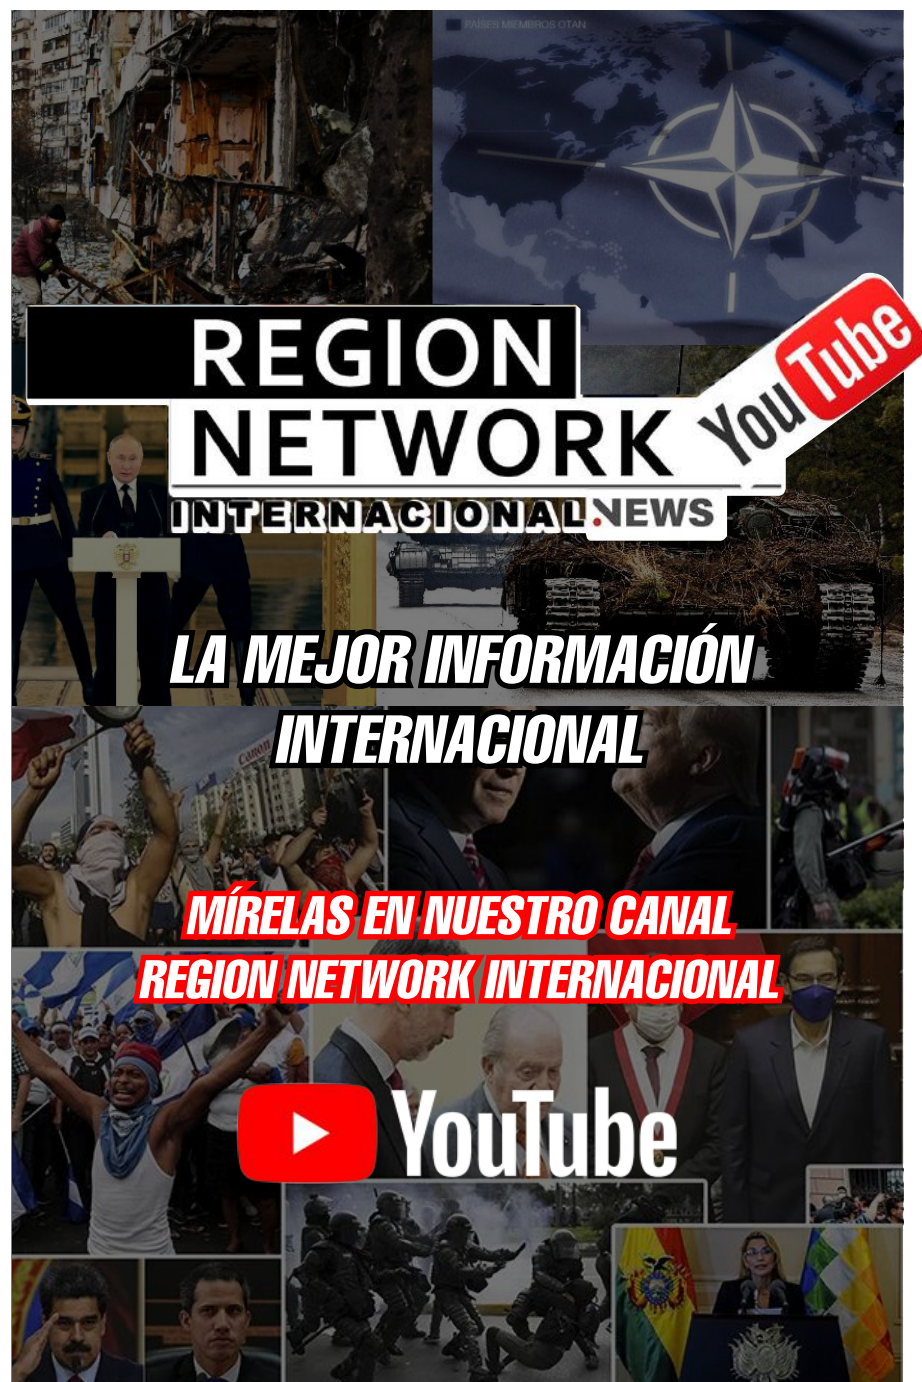 PAISES MIEMBROS OTAN
REGION
NETWORK
YouTube
INTERNACIONAL NEWS
LA MEJOR INFORMACIÓN
INTERNACIONAL
Canon
MÍRELAS EN NUESTRO CANAL
REGION NETWORK INTERNACIONAL
YouTube